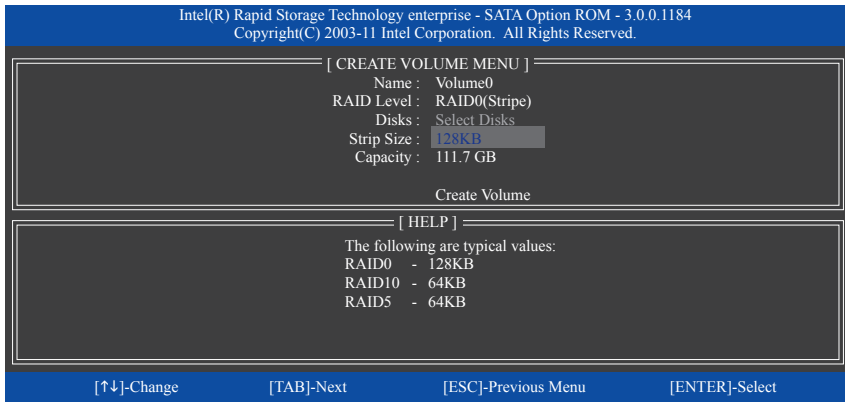 Intel(R) Rapid Storage Technology enterprise - SATA Option ROM - 3.0.0.1184
Copyright(C) 2003-11 Intel Corporation. All Rights Reserved.
[ CREATE VOLUME MENU ]
Name : Volume0
RAID Level : RAID0(Stripe)
Disks : Select Disks
Strip Size : 128KB
Capacity : 111.7 GB
Create Volume
[ HELP ]
The following are typical values:
RAID0 - 128KB
RAID10 - 64KB
RAID5 - 64KB
[↑↓]-Change [TAB]-Next [ESC]-Previous Menu [ENTER]-Select